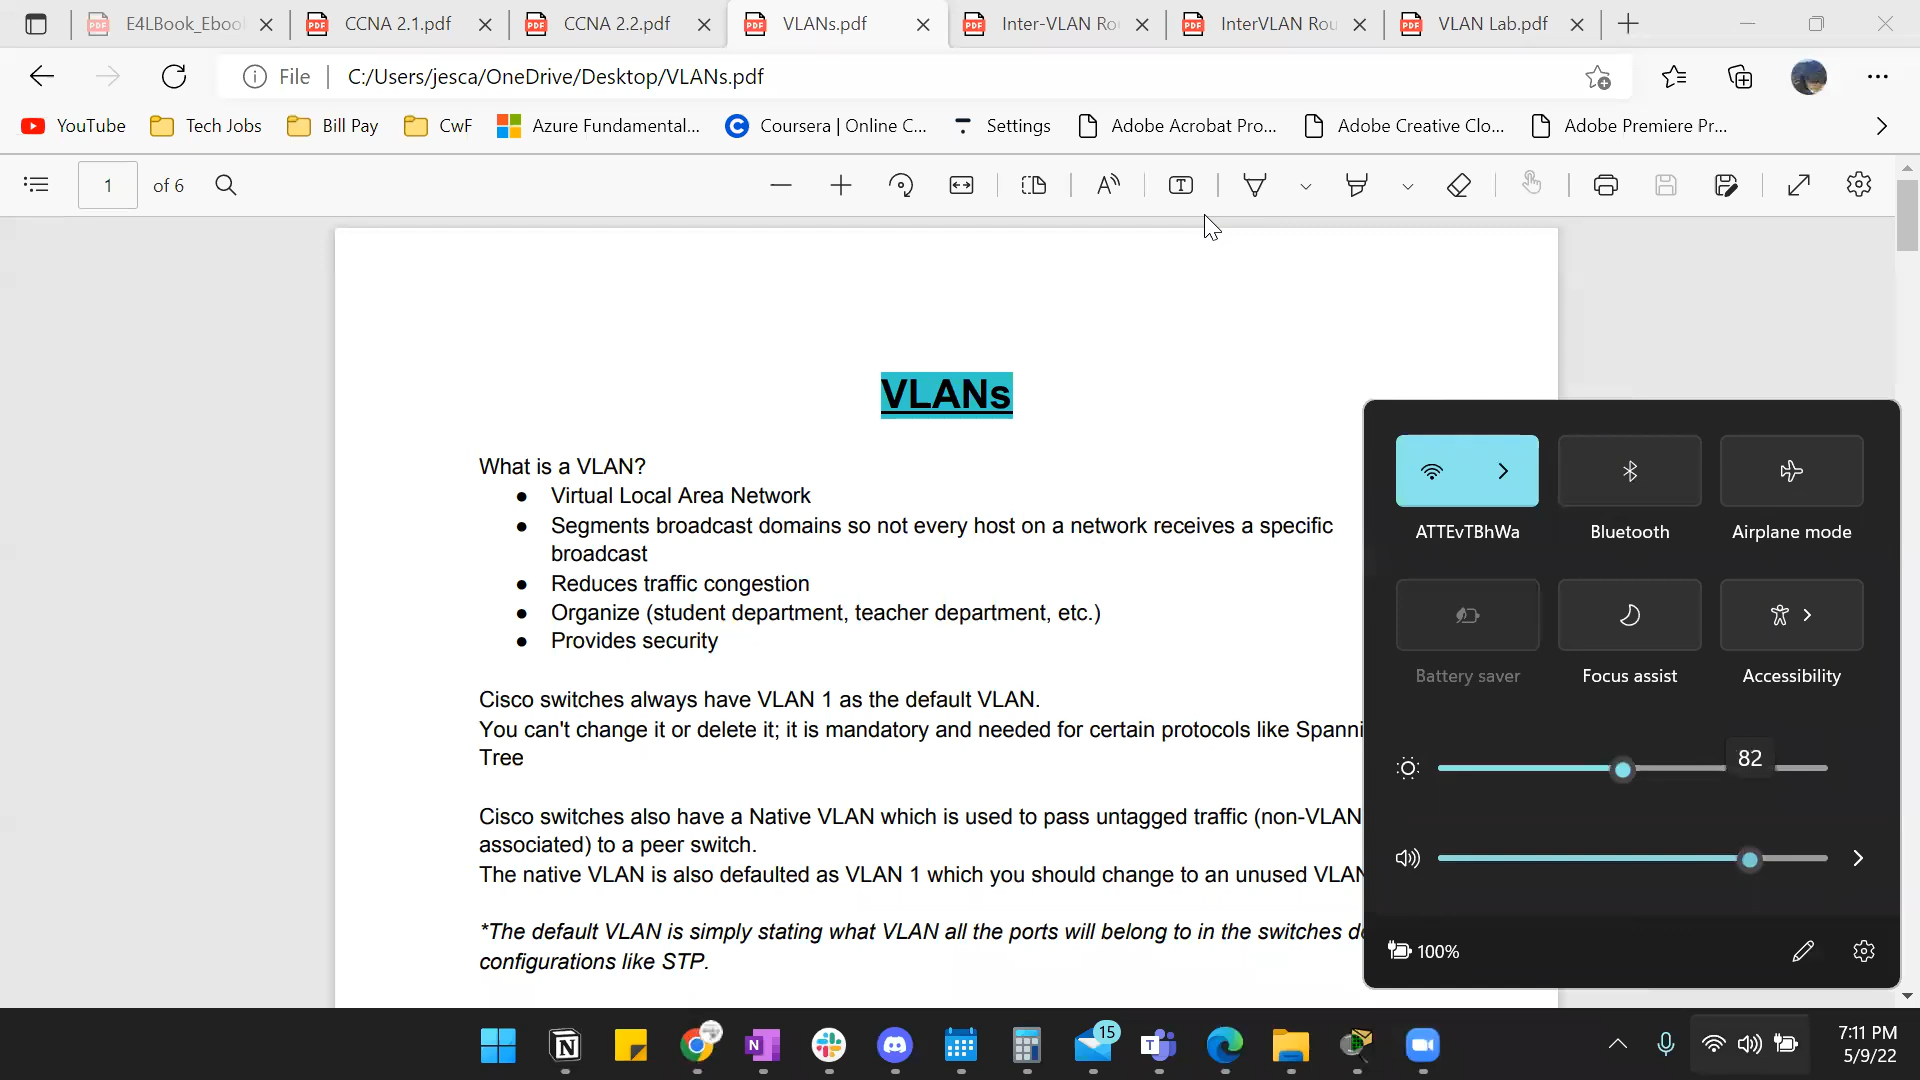 E4LBook_Eboo
CCNA 2.1.pdf
CCNA 2.2.pdf
VLANs.pdf
Inter-VLAN Ro
InterVLAN Rou
VLAN Lab.pdf
File
C:/Users/jesca/OneDrive/Desktop/VLANs.pdf
YouTube
Tech Jobs
Bill Pay
CwF
Azure Fundamental...
Coursera | Online C...
Settings
Adobe Acrobat Pro...
Adobe Creative Clo...
Adobe Premiere Pr...
1 of 6
VLANs
What is a VLAN?
● Virtual Local Area Network
● Segments broadcast domains so not every host on a network receives a specific
broadcast
● Reduces traffic congestion
● Organize (student department, teacher department, etc.)
● Provides security
Cisco switches always have VLAN 1 as the default VLAN.
You can't change it or delete it; it is mandatory and needed for certain protocols like Spanni
Tree
Cisco switches also have a Native VLAN which is used to pass untagged traffic (non-VLAN
associated) to a peer switch.
The native VLAN is also defaulted as VLAN 1 which you should change to an unused VLAN
*The default VLAN is simply stating what VLAN all the ports will belong to in the switches de
configurations like STP.
ATTEvTBhWa
Bluetooth
Airplane mode
Battery saver
Focus assist
Accessibility
82
100%
15
7:11 PM
5/9/22